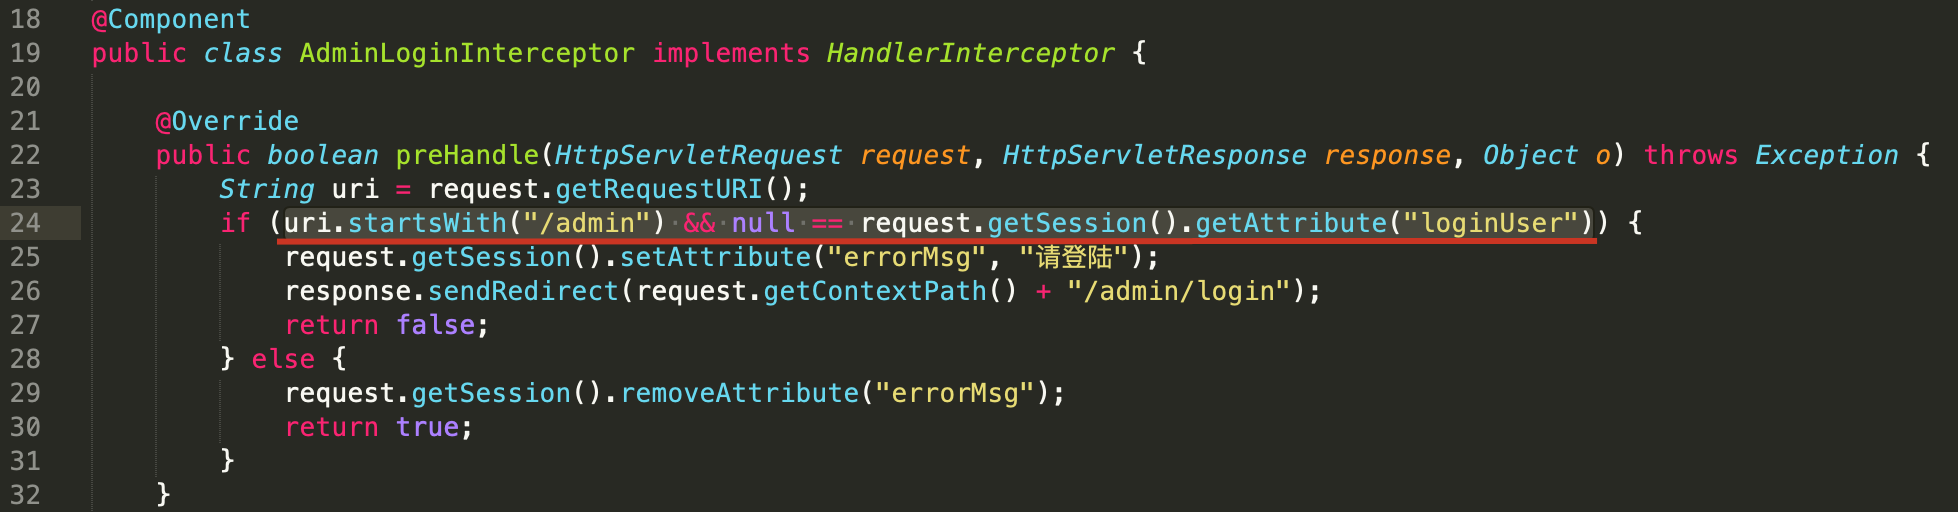 18 @Component
19 public class AdminLoginInterceptor implements HandlerInterceptor {
20
21 @Override
22 public boolean preHandle(HttpServletRequest request, HttpServletResponse response, Object o) throws Exception {
23 String uri = request.getRequestURI();
24 if (uri.startsWith("/admin") && null == request.getSession().getAttribute("loginUser")) {
25 request.getSession().setAttribute("errorMsg", "请登陆");
26 response.sendRedirect(request.getContextPath() + "/admin/login");
27 return false;
28 } else {
29 request.getSession().removeAttribute("errorMsg");
30 return true;
31 }
32 }